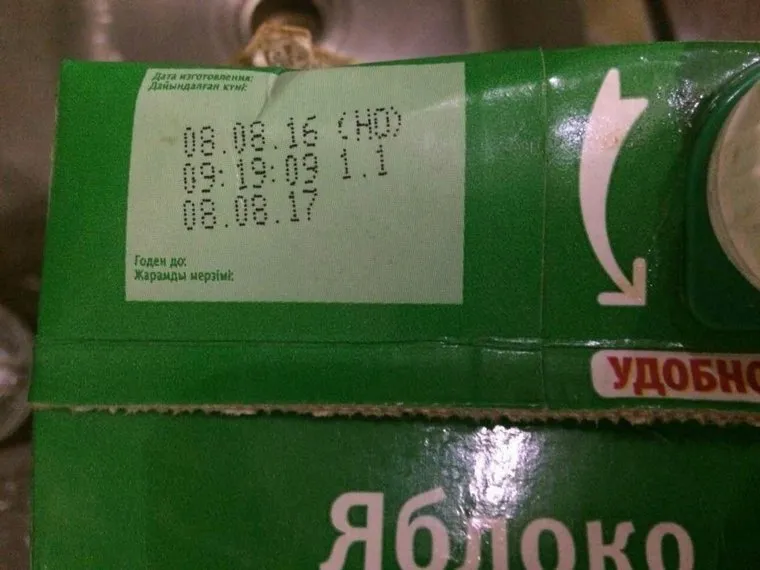 Дата изготовления:
Дайындалған күні:
08.08.16 (НО)
09:19:09 1.1
08.08.17
Годен до:
Жарамды мерзімі:
УДОБНО
Яблоко